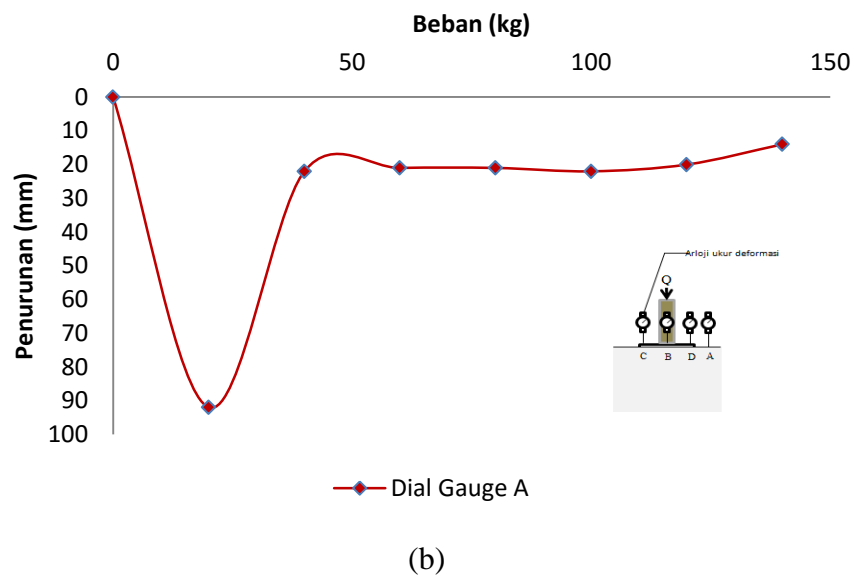 Beban (kg)
0 50 100 150
Penurunan (mm)
0
10
20
30
40
50
60
70
80
90
100
Arloji ukur deformasi
Q
C B D A
Dial Gauge A
(b)